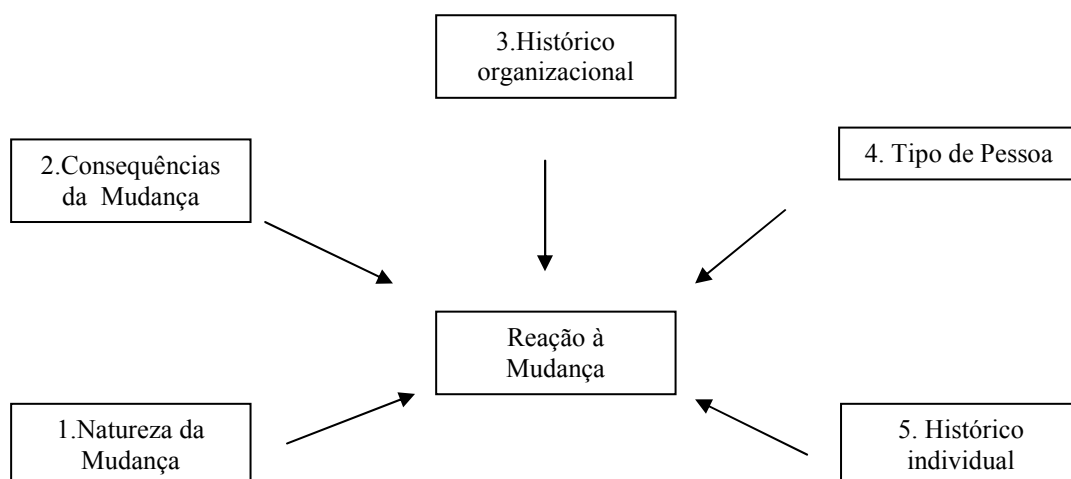 3.Histórico
organizacional
2.Consequências
da Mudança
4. Tipo de Pessoa
Reação à
Mudança
1.Natureza da
Mudança
5. Histórico
individual